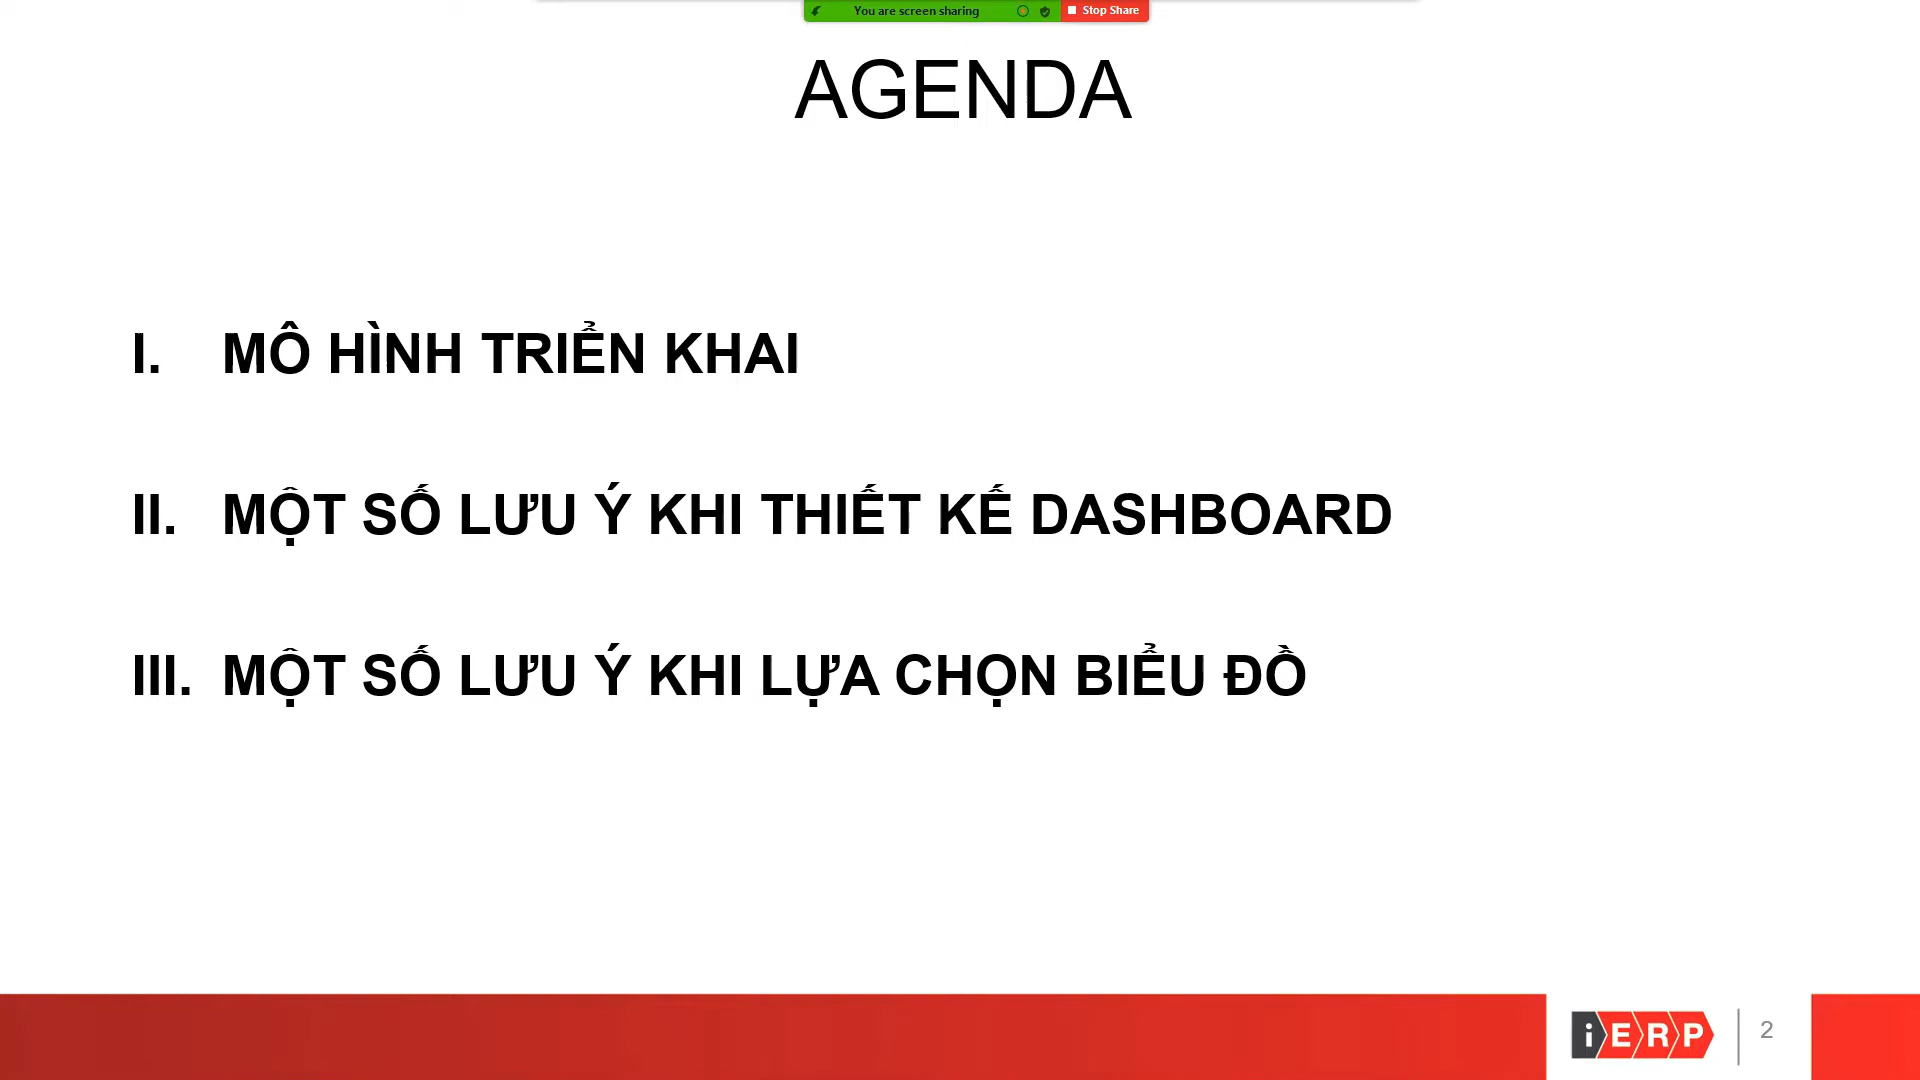 You are screen sharing
Stop Share
AGENDA
I. MÔ HÌNH TRIỂN KHAI
II. MỘT SỐ LƯU Ý KHI THIẾT KẾ DASHBOARD
III. MỘT SỐ LƯU Ý KHI LỰA CHỌN BIỂU ĐỒ
iERP
2